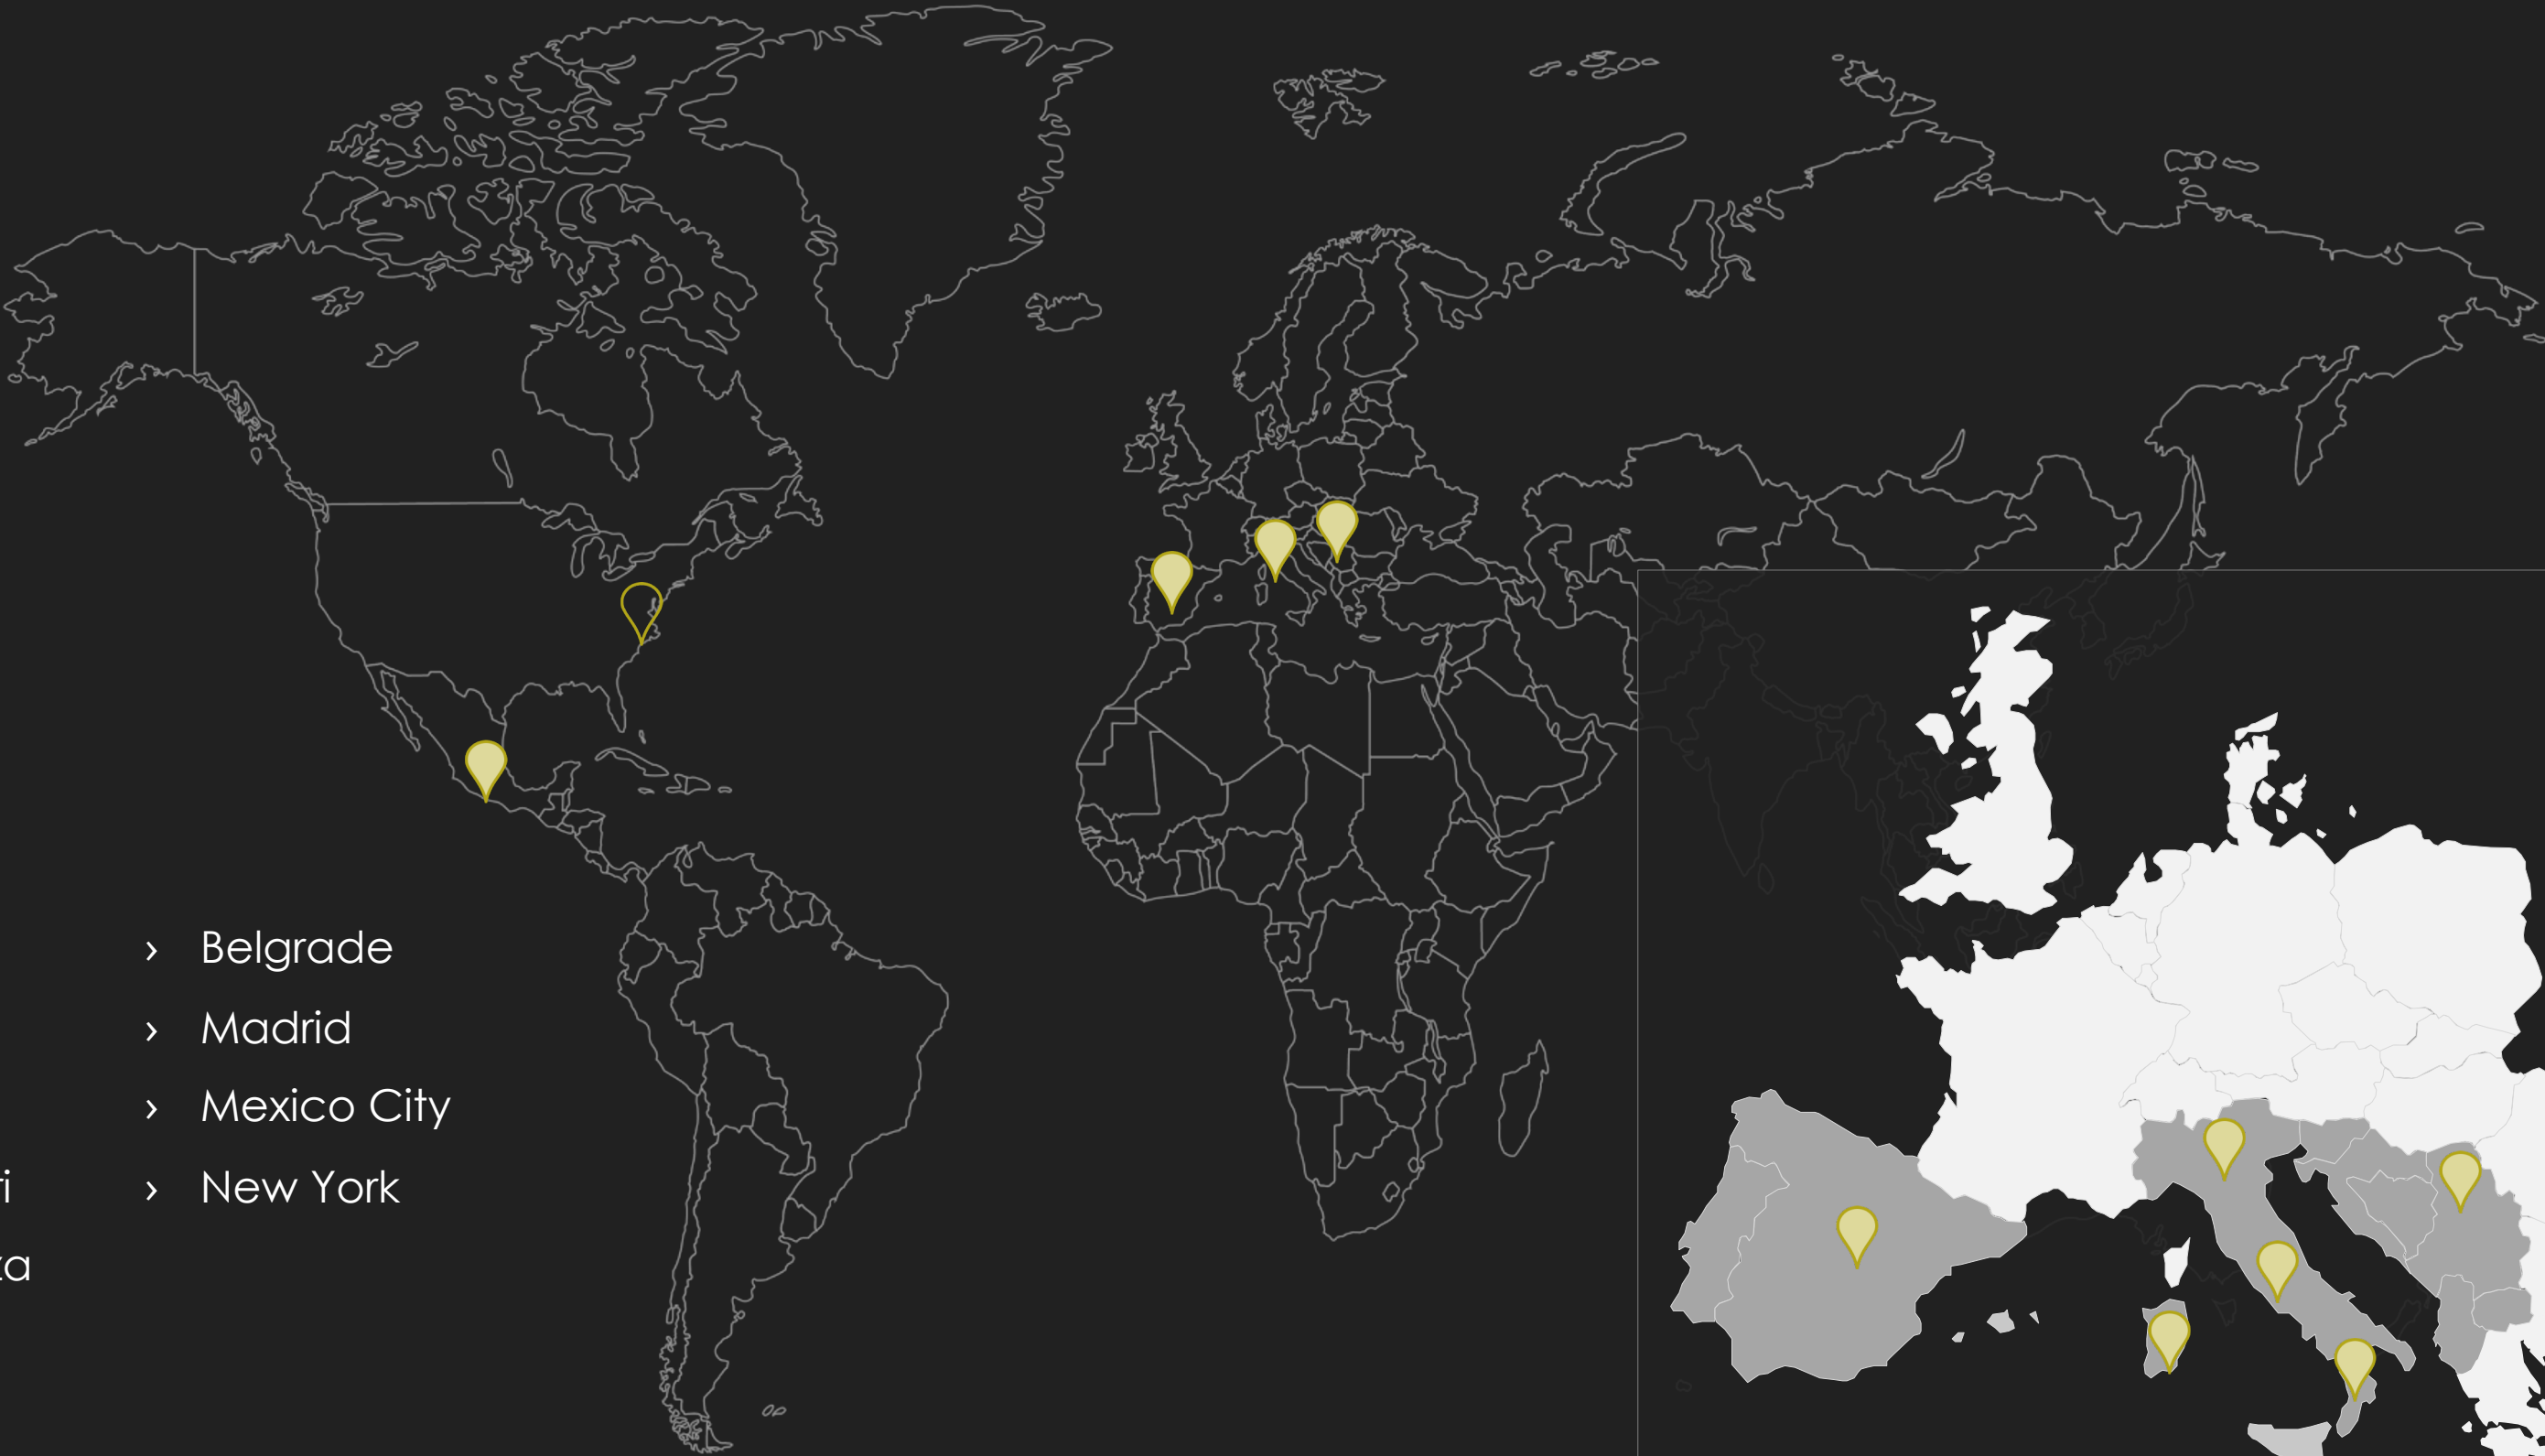 › Belgrade
› Madrid
› Mexico City
› New York